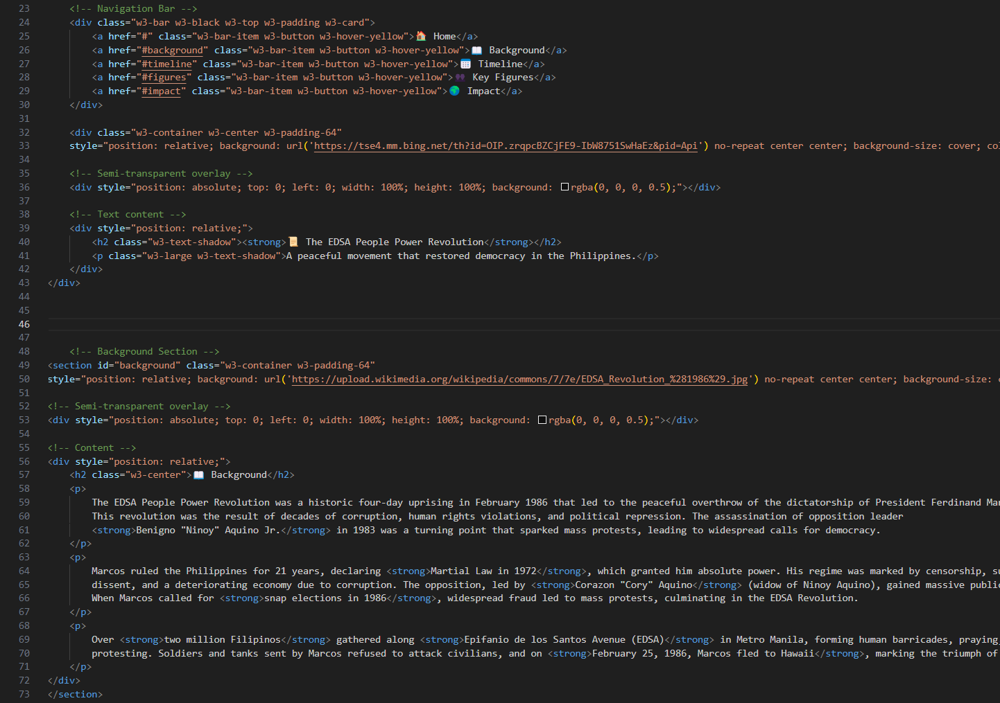 23 <!-- Navigation Bar -->
24 <div class="w3-bar w3-black w3-top w3-padding w3-card">
25 <a href="#" class="w3-bar-item w3-button w3-hover-yellow">🏠 Home</a>
26 <a href="#background" class="w3-bar-item w3-button w3-hover-yellow">📖 Background</a>
27 <a href="#timeline" class="w3-bar-item w3-button w3-hover-yellow">📅 Timeline</a>
28 <a href="#figures" class="w3-bar-item w3-button w3-hover-yellow">👥 Key Figures</a>
29 <a href="#impact" class="w3-bar-item w3-button w3-hover-yellow">🌍 Impact</a>
30 </div>
31
32 <div class="w3-container w3-center w3-padding-64"
33 style="position: relative; background: url('https://tse4.mm.bing.net/th?id=OIP.zrqpcBZCjFE9-IbW8751SwHaEz&pid=Api') no-repeat center center; background-size: cover;
34
35 <!-- Semi-transparent overlay -->
36 <div style="position: absolute; top: 0; left: 0; width: 100%; height: 100%; background: rgba(0, 0, 0, 0.5);"></div>
37
38 <!-- Text content -->
39 <div style="position: relative;">
40 <h2 class="w3-text-shadow"><strong>📜 The EDSA People Power Revolution</strong></h2>
41 <p class="w3-large w3-text-shadow">A peaceful movement that restored democracy in the Philippines.</p>
42 </div>
43 </div>
44
45
46
47
48 <!-- Background Section -->
49 <section id="background" class="w3-container w3-padding-64"
50 style="position: relative; background: url('https://upload.wikimedia.org/wikipedia/commons/7/7e/EDSA_Revolution_%281986%29.jpg') no-repeat center center; background-size:
51
52 <!-- Semi-transparent overlay -->
53 <div style="position: absolute; top: 0; left: 0; width: 100%; height: 100%; background: rgba(0, 0, 0, 0.5);"></div>
54
55 <!-- Content -->
56 <div style="position: relative;">
57 <h2 class="w3-center">📖 Background</h2>
58 <p>
59 The EDSA People Power Revolution was a historic four-day uprising in February 1986 that led to the peaceful overthrow of the dictatorship of President Ferdinand
60 This revolution was the result of decades of corruption, human rights violations, and political repression. The assassination of opposition leader
61 <strong>Benigno "Ninoy" Aquino Jr.</strong> in 1983 was a turning point that sparked mass protests, leading to widespread calls for democracy.
62 </p>
63 <p>
64 Marcos ruled the Philippines for 21 years, declaring <strong>Martial Law in 1972</strong>, which granted him absolute power. His regime was marked by censorship,
65 dissent, and a deteriorating economy due to corruption. The opposition, led by <strong>Corazon "Cory" Aquino</strong> (widow of Ninoy Aquino), gained massive public
66 When Marcos called for <strong>snap elections in 1986</strong>, widespread fraud led to mass protests, culminating in the EDSA Revolution.
67 </p>
68 <p>
69 Over <strong>two million Filipinos</strong> gathered along <strong>Epifanio de los Santos Avenue (EDSA)</strong> in Metro Manila, forming human barricades, praying,
70 protesting. Soldiers and tanks sent by Marcos refused to attack civilians, and on <strong>February 25, 1986, Marcos fled to Hawaii</strong>, marking the triumph of
71 </p>
72 </div>
73 </section>